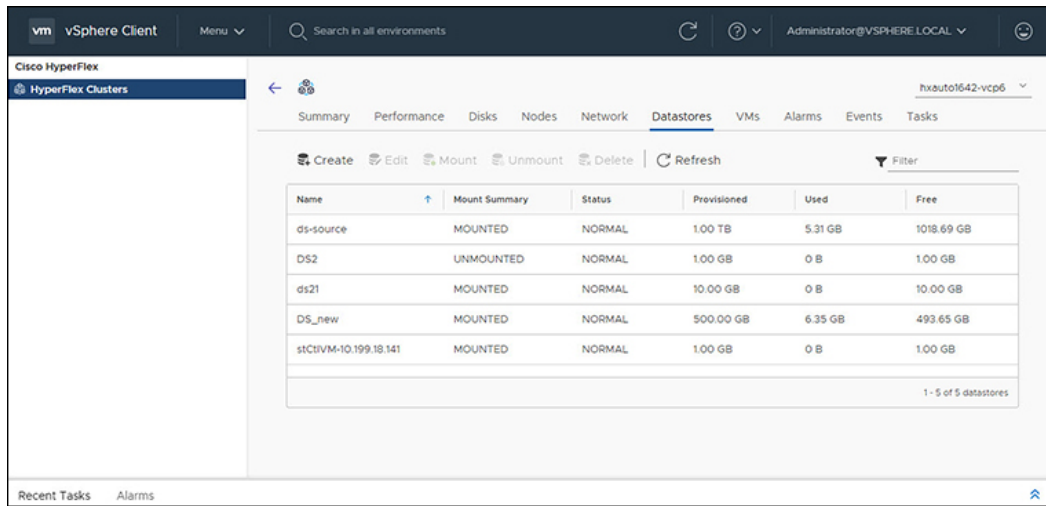 vm vSphere Client Menu Search in all environments Administrator@VSPHERE.LOCAL
Cisco HyperFlex
HyperFlex Clusters
hxauto1642-vcp6
Summary Performance Disks Nodes Network Datastores VMs Alarms Events Tasks
Create Edit Mount Unmount Delete Refresh Filter
Name Mount Summary Status Provisioned Used Free
ds-source MOUNTED NORMAL 1.00 TB 5.31 GB 1018.69 GB
DS2 UNMOUNTED NORMAL 1.00 GB 0 B 1.00 GB
ds21 MOUNTED NORMAL 10.00 GB 0 B 10.00 GB
DS_new MOUNTED NORMAL 500.00 GB 6.35 GB 493.65 GB
stCtlVM-10.199.18.141 MOUNTED NORMAL 1.00 GB 0 B 1.00 GB
1 - 5 of 5 datastores
Recent Tasks Alarms